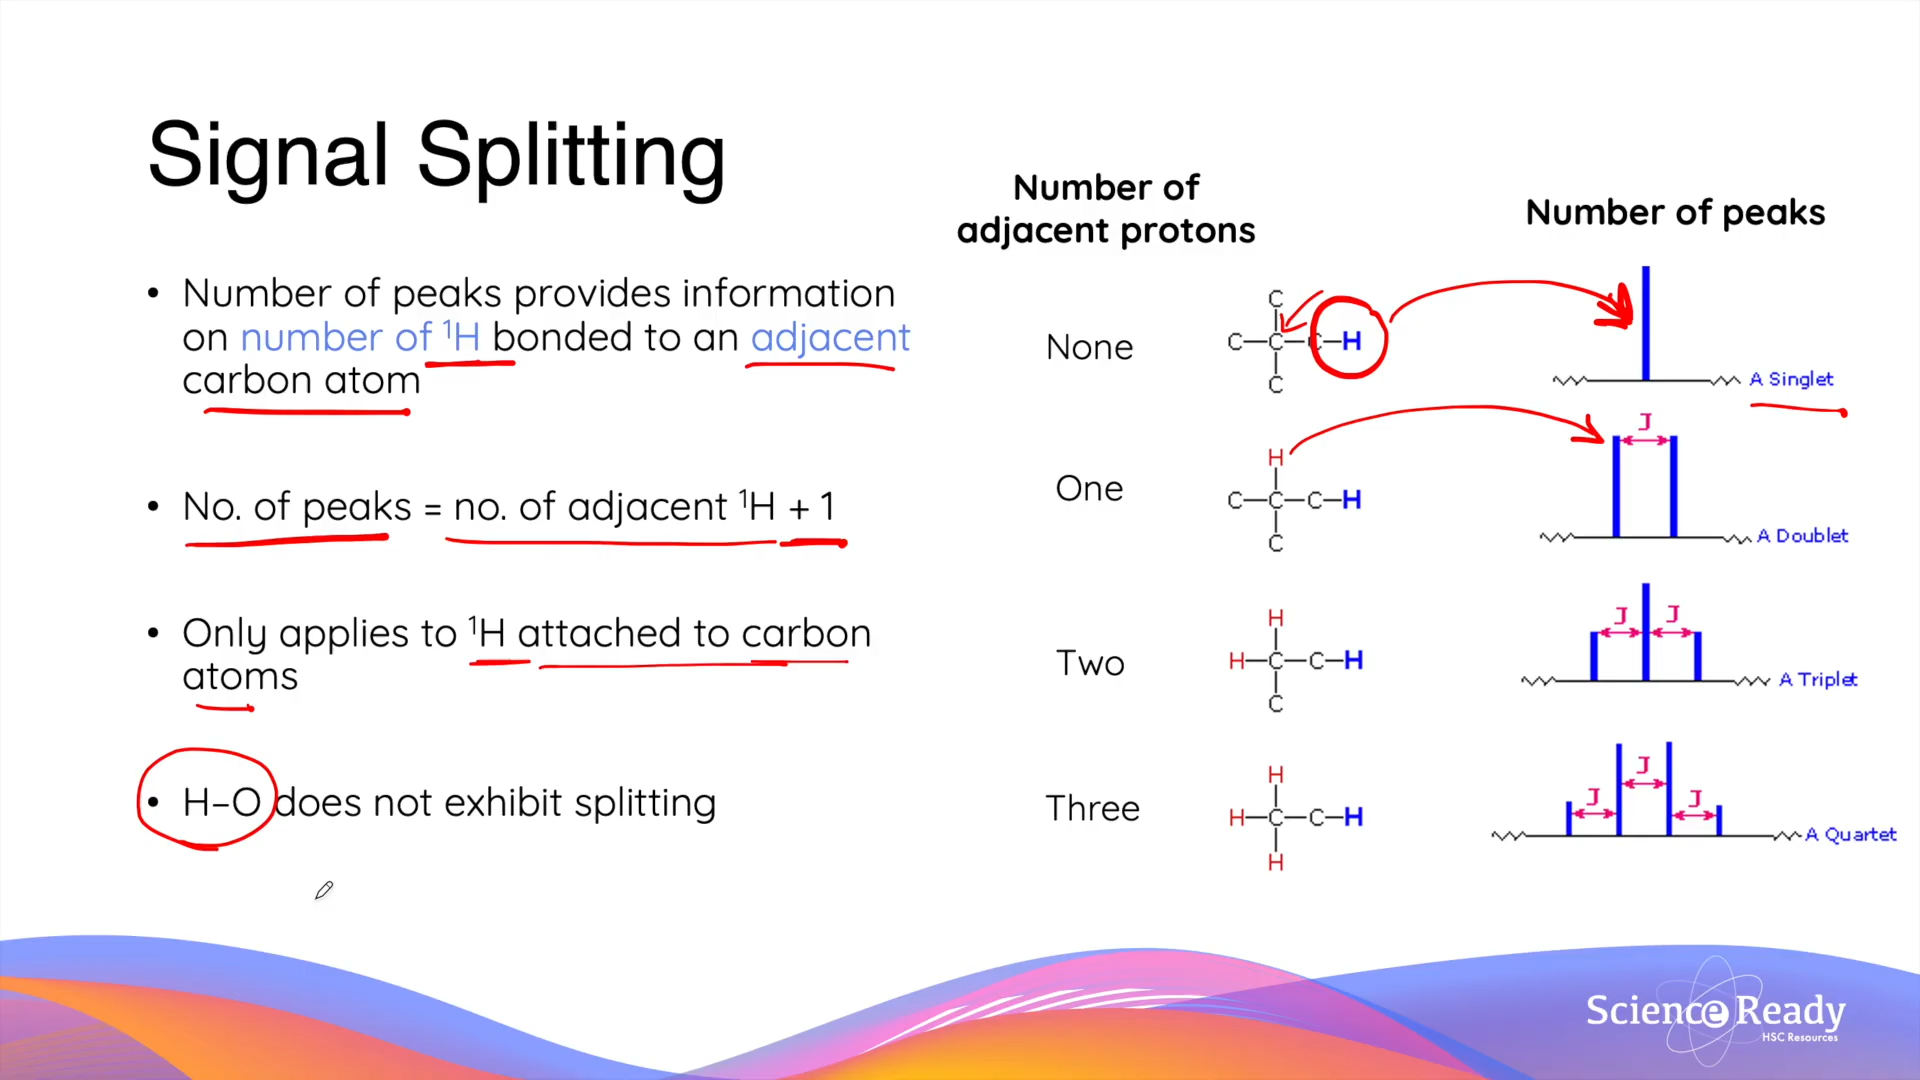 Signal Splitting
• Number of peaks provides information
on number of ¹H bonded to an adjacent
carbon atom
• No. of peaks = no. of adjacent ¹H + 1
• Only applies to ¹H attached to carbon
atoms
• H–O does not exhibit splitting
Number of
adjacent protons
Number of peaks
None
C
C–C–C–H
C
A Singlet
One
H
C–C–C–H
C
J
A Doublet
Two
H
H–C–C–H
C
J J
A Triplet
Three
H
H–C–C–H
H
J J J
A Quartet
Science Ready
HSC Resources